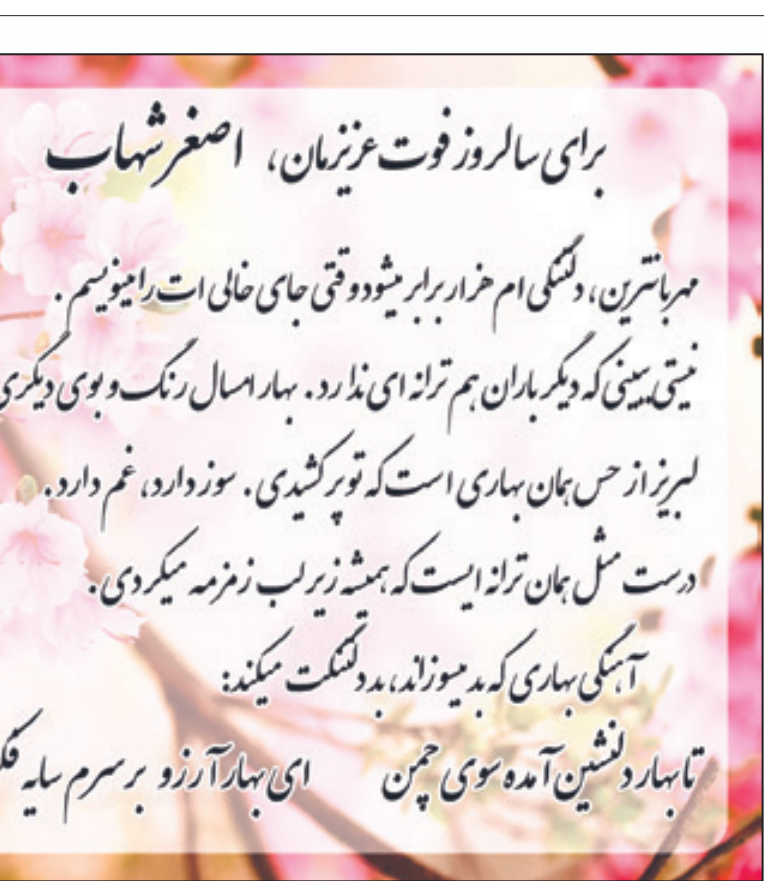 برای سالروز فوت عزیزمان، اصغر شهاب
مهربانترین، دلتنگی ام هزار برابر میشود وقتی جای خالی ات را مینویسم.
نیستی ببینی که دیگر باران هم ترانه ای ندارد. بهار امسال رنگ و بوی دیگری
لبریز از حس همان بهاری است که تو پر کشیدی. سوز دارد، غم دارد.
درست مثل همان ترانه ایست که همیشه زیر لب زمزمه میکردی.
آهنگی بهاری که بد میسوزاند، بد دلتنگت میکند:
تا بهار دلنشین آمده سوی چمن ای بهار آرزو بر سرم سایه